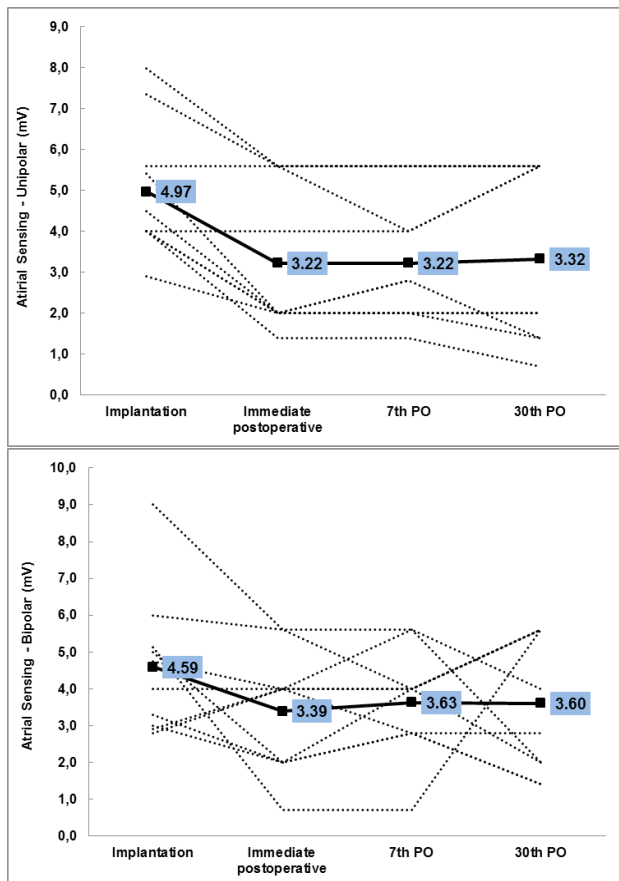 9,0
8,0
7,0
6,0
5,0
4,0
3,0
2,0
1,0
0,0
Atirial Sensing - Unipolar (mV)
4.97
3.22
3.22
3.32
Implantation
Immediate
postoperative
7th PO
30th PO
10,0
9,0
8,0
7,0
6,0
5,0
4,0
3,0
2,0
1,0
0,0
Atrial Sensing - Bipolar (mV)
4.59
3.39
3.63
3.60
Implantation
Immediate
postoperative
7th PO
30th PO